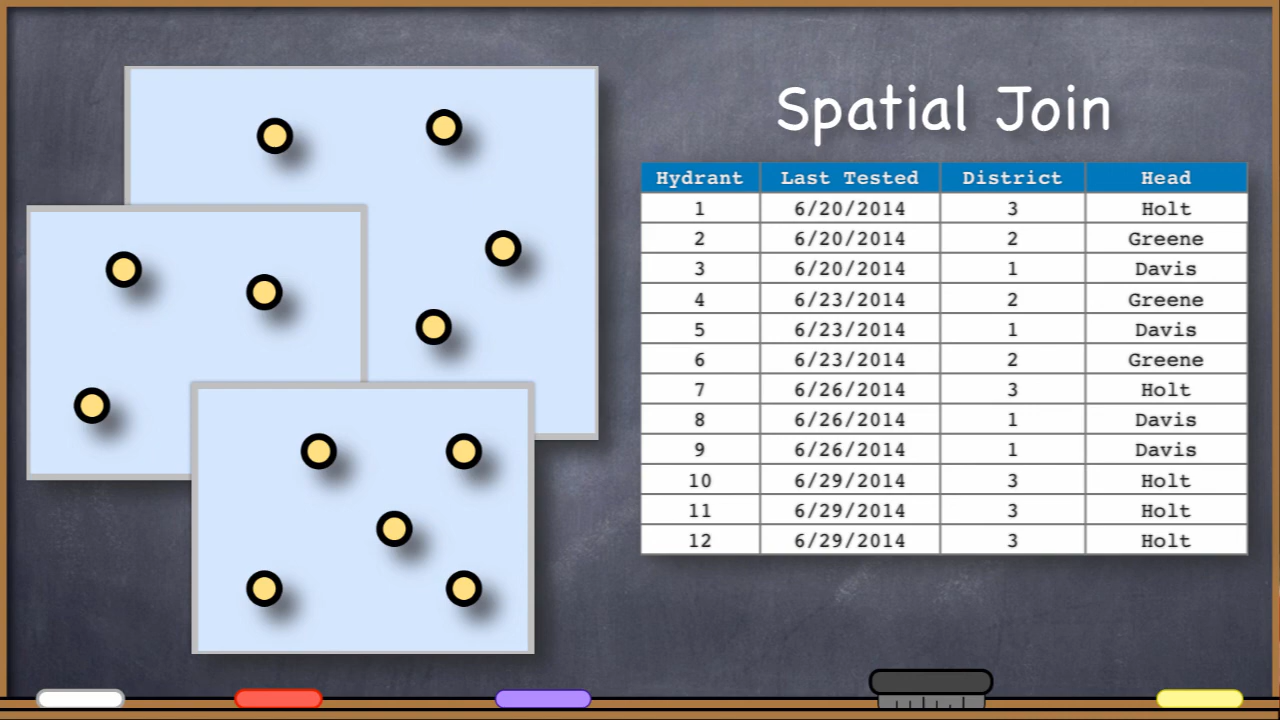 Spatial Join
Hydrant Last Tested District Head
1 6/20/2014 3 Holt
2 6/20/2014 2 Greene
3 6/20/2014 1 Davis
4 6/23/2014 2 Greene
5 6/23/2014 1 Davis
6 6/23/2014 2 Greene
7 6/26/2014 3 Holt
8 6/26/2014 1 Davis
9 6/26/2014 1 Davis
10 6/29/2014 3 Holt
11 6/29/2014 3 Holt
12 6/29/2014 3 Holt